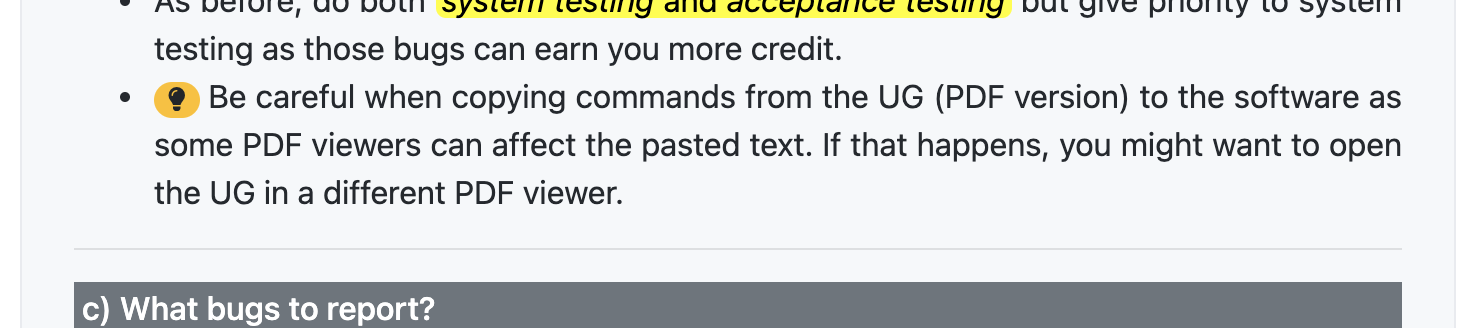 • As before, do both system testing and acceptance testing but give priority to system
testing as those bugs can earn you more credit.
• Be careful when copying commands from the UG (PDF version) to the software as
some PDF viewers can affect the pasted text. If that happens, you might want to open
the UG in a different PDF viewer.
c) What bugs to report?